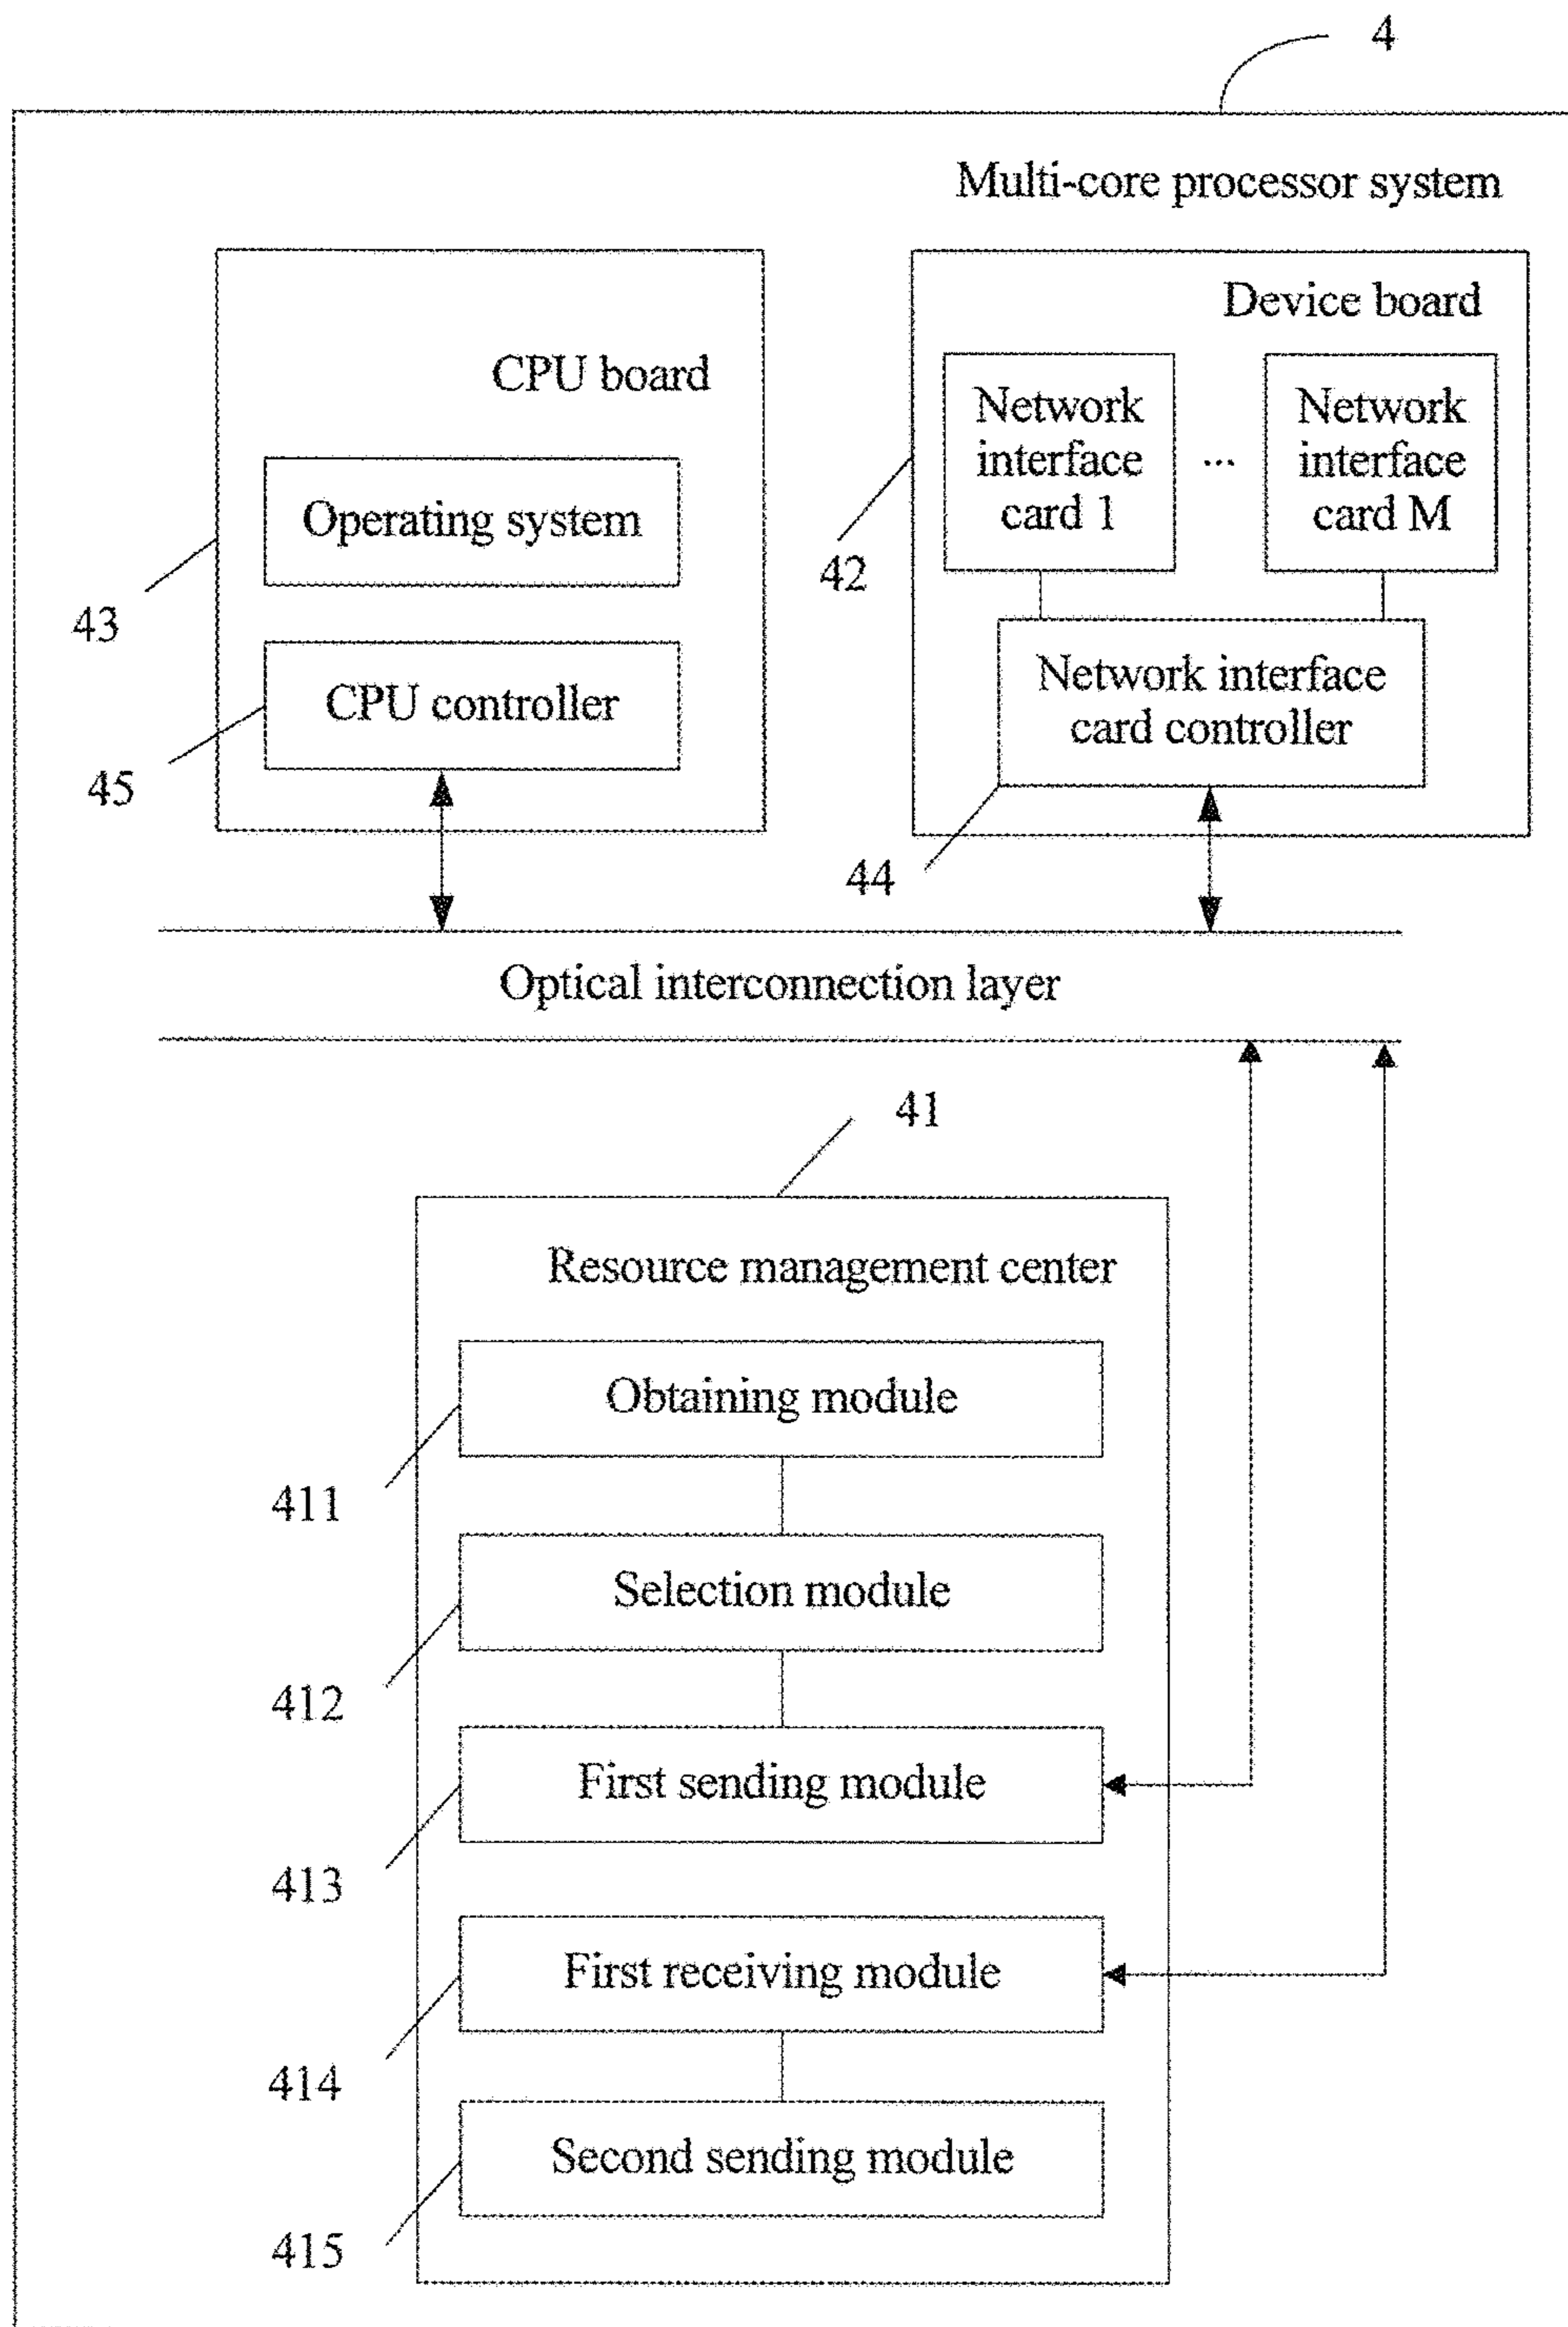 4
Multi-core processor system
Device board
CPU board
Network
interface
card 1
...
Network
interface
card M
Operating system
42
43
CPU controller
Network interface
card controller
45
44
Optical interconnection layer
41
Resource management center
Obtaining module
411
Selection module
412
First sending module
413
First receiving module
414
Second sending module
415